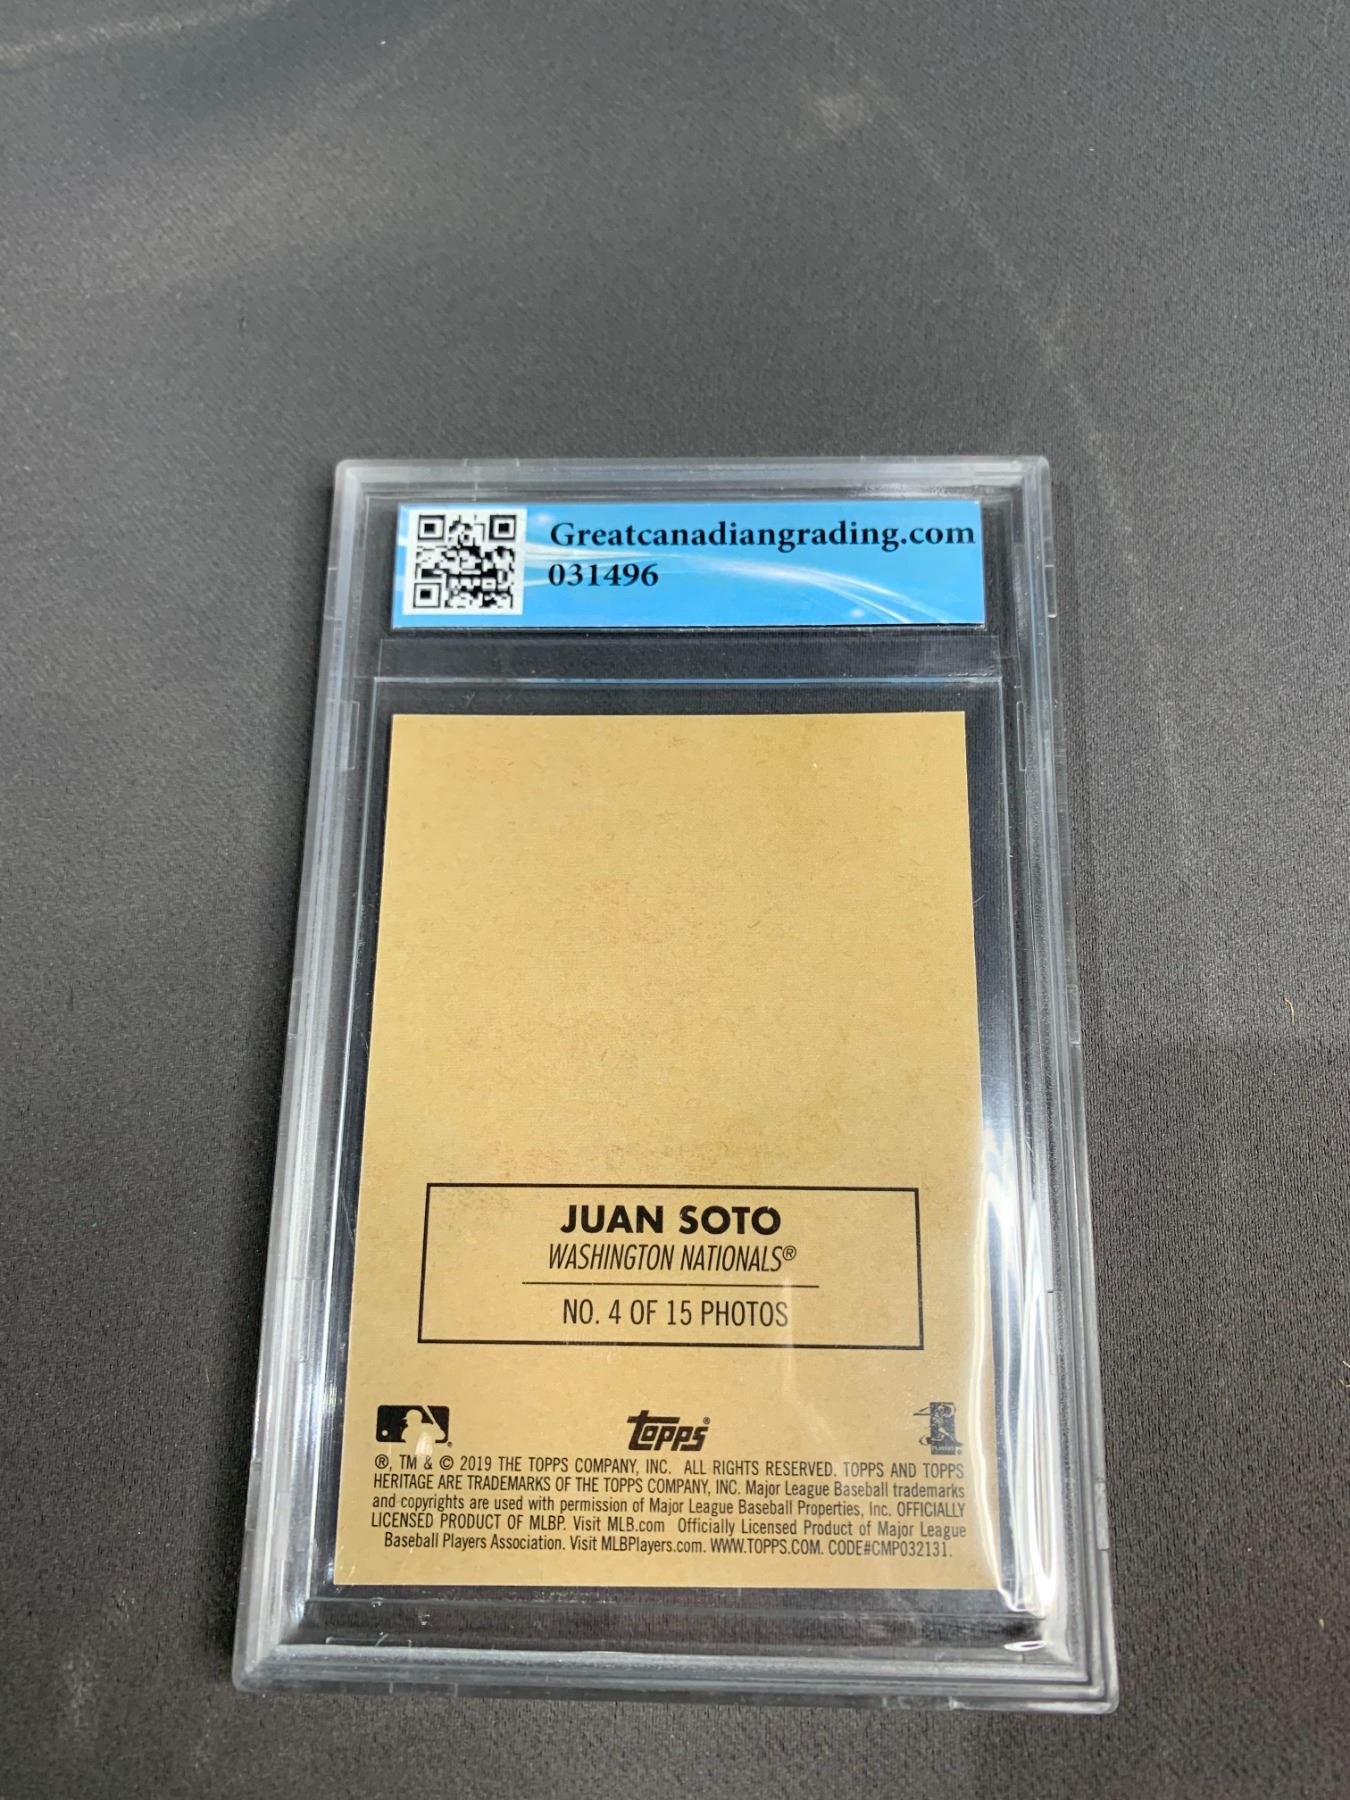 Greatcanadiangrading.com
031496
JUAN SOTO
WASHINGTON NATIONALS®
NO. 4 OF 15 PHOTOS
topps®
®, TM & © 2019 THE TOPPS COMPANY, INC. ALL RIGHTS RESERVED. TOPPS AND TOPPS
HERITAGE ARE TRADEMARKS OF THE TOPPS COMPANY, INC. Major League Baseball trademarks
and copyrights are used with permission of Major League Baseball Properties, Inc. OFFICIALLY
LICENSED PRODUCT OF MLBP. Visit MLB.com Officially Licensed Product of Major League
Baseball Players Association. Visit MLBPlayers.com. WWW.TOPPS.COM. CODE#CMP032131.